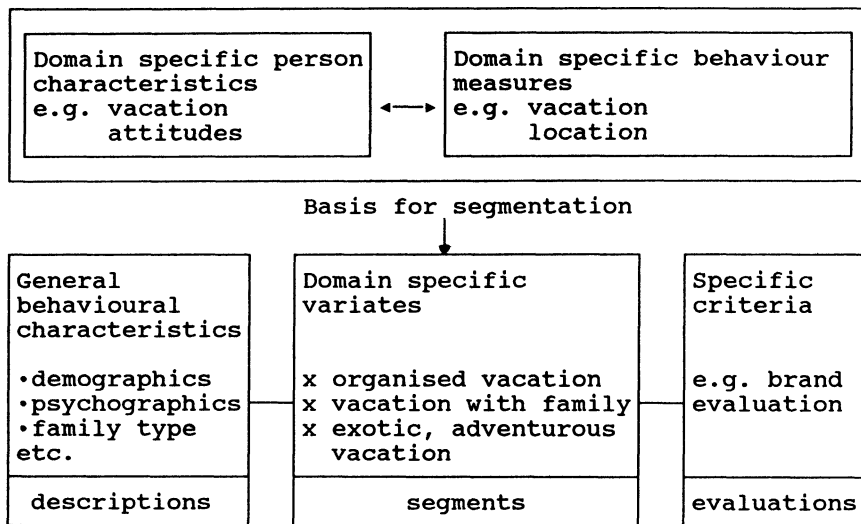 Domain specific person
characteristics
e.g. vacation
attitudes
Domain specific behaviour
measures
e.g. vacation
location
Basis for segmentation
General
behavioural
characteristics
•demographics
•psychographics
•family type
etc.
descriptions
Domain specific
variates
x organised vacation
x vacation with family
x exotic, adventurous
vacation
segments
Specific
criteria
e.g. brand
evaluation
evaluations